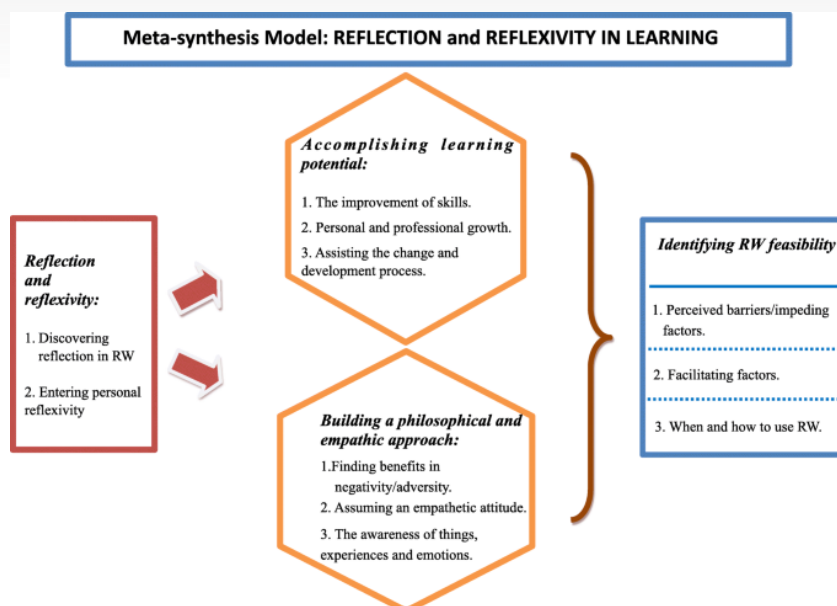 Meta-synthesis Model: REFLECTION and REFLEXIVITY IN LEARNING
Reflection
and
reflexivity:
1. Discovering
reflection in RW
2. Entering personal
reflexivity
Accomplishing learning
potential:
1. The improvement of skills.
2. Personal and professional growth.
3. Assisting the change and
development process.
Building a philosophical and
empathic approach:
1.Finding benefits in
negativity/adversity.
2. Assuming an empathetic attitude.
3. The awareness of things,
experiences and emotions.
Identifying RW feasibility
1. Perceived barriers/impeding
factors.
2. Facilitating factors.
3. When and how to use RW.